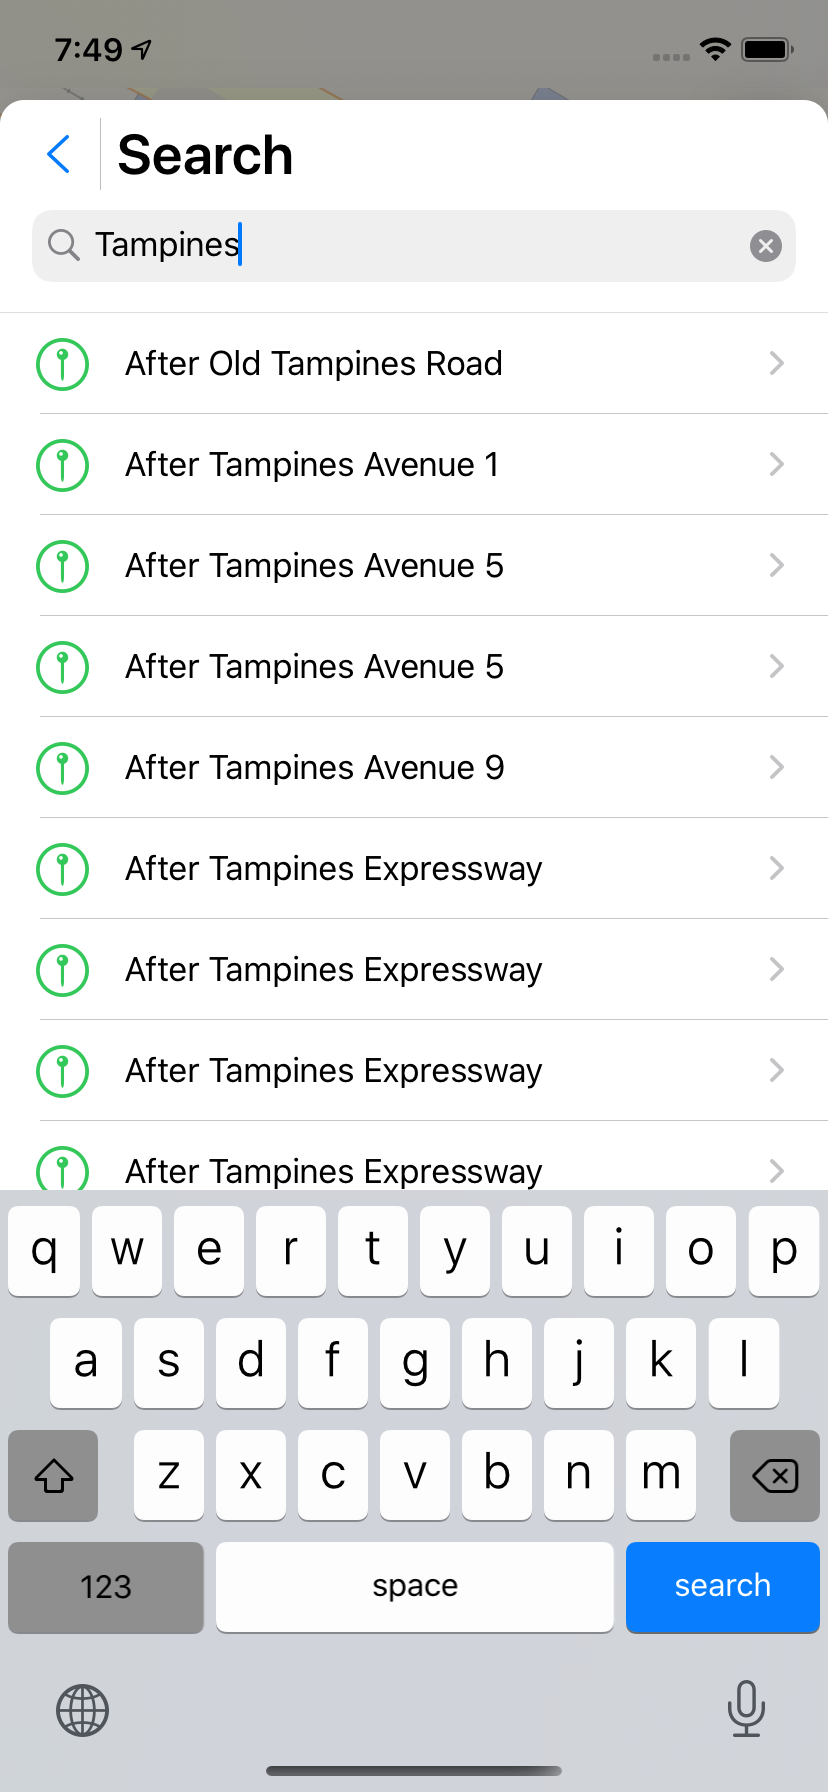 7:49
Search
Tampines
After Old Tampines Road
After Tampines Avenue 1
After Tampines Avenue 5
After Tampines Avenue 5
After Tampines Avenue 9
After Tampines Expressway
After Tampines Expressway
After Tampines Expressway
After Tampines Expressway
q w e r t y u i o p
a s d f g h j k l
z x c v b n m
123 space search